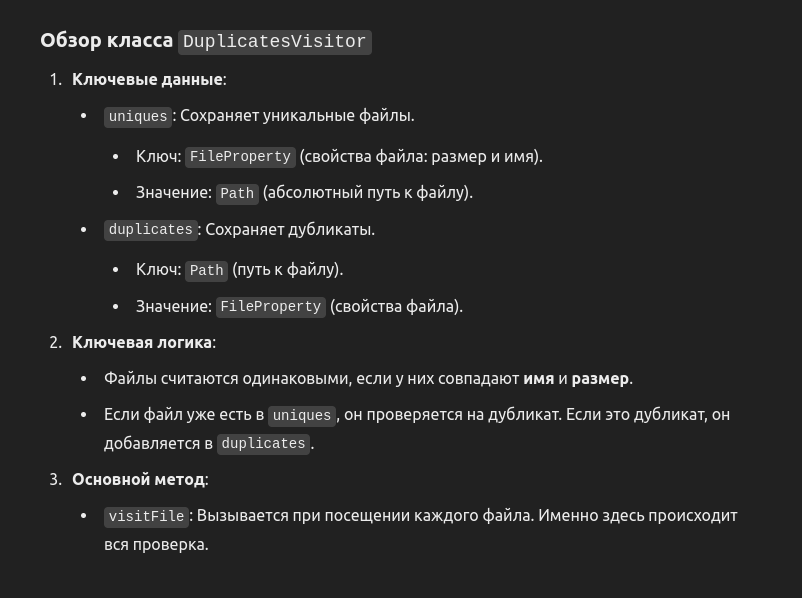 Обзор класса DuplicatesVisitor
1. Ключевые данные:
• uniques: Сохраняет уникальные файлы.
• Ключ: FileProperty (свойства файла: размер и имя).
• Значение: Path (абсолютный путь к файлу).
• duplicates: Сохраняет дубликаты.
• Ключ: Path (путь к файлу).
• Значение: FileProperty (свойства файла).
2. Ключевая логика:
• Файлы считаются одинаковыми, если у них совпадают имя и размер.
• Если файл уже есть в uniques, он проверяется на дубликат. Если это дубликат, он
добавляется в duplicates.
3. Основной метод:
• visitFile: Вызывается при посещении каждого файла. Именно здесь происходит
вся проверка.